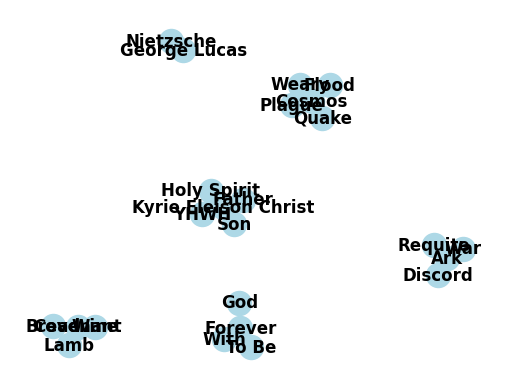 Nietzsche
George Lucas
Weary
Flood
Cosmos
Plague
Quake
Holy Spirit
Father
Kyrie Eleison Christ
YHWH
Son
Requite
War
Ark
Discord
God
Forever
With
To Be
Bread
Covenant
Wine
Lamb